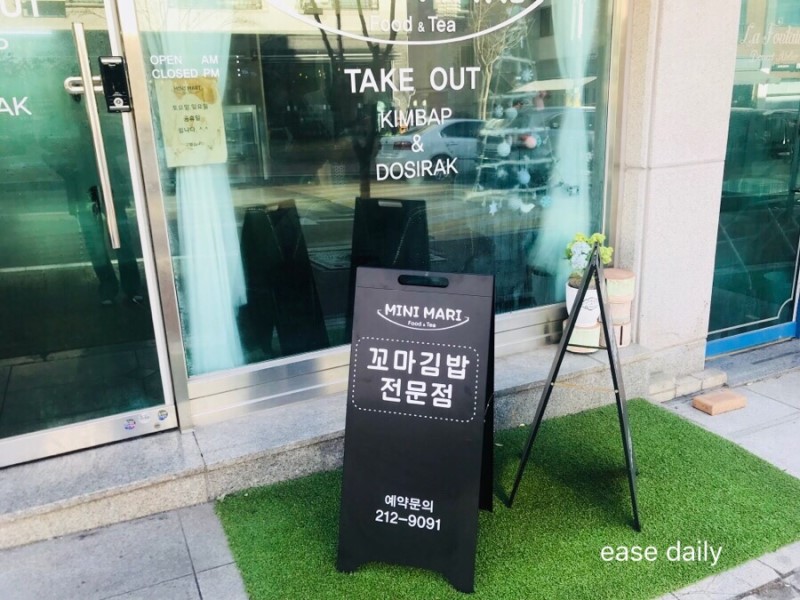 Food & Tea
OPEN AM
CLOSED PM
TAKE OUT
KIMBAP
&
DOSIRAK
MINI MARI
Food & Tea
꼬마김밥
전문점
예약문의
212-9091
ease daily